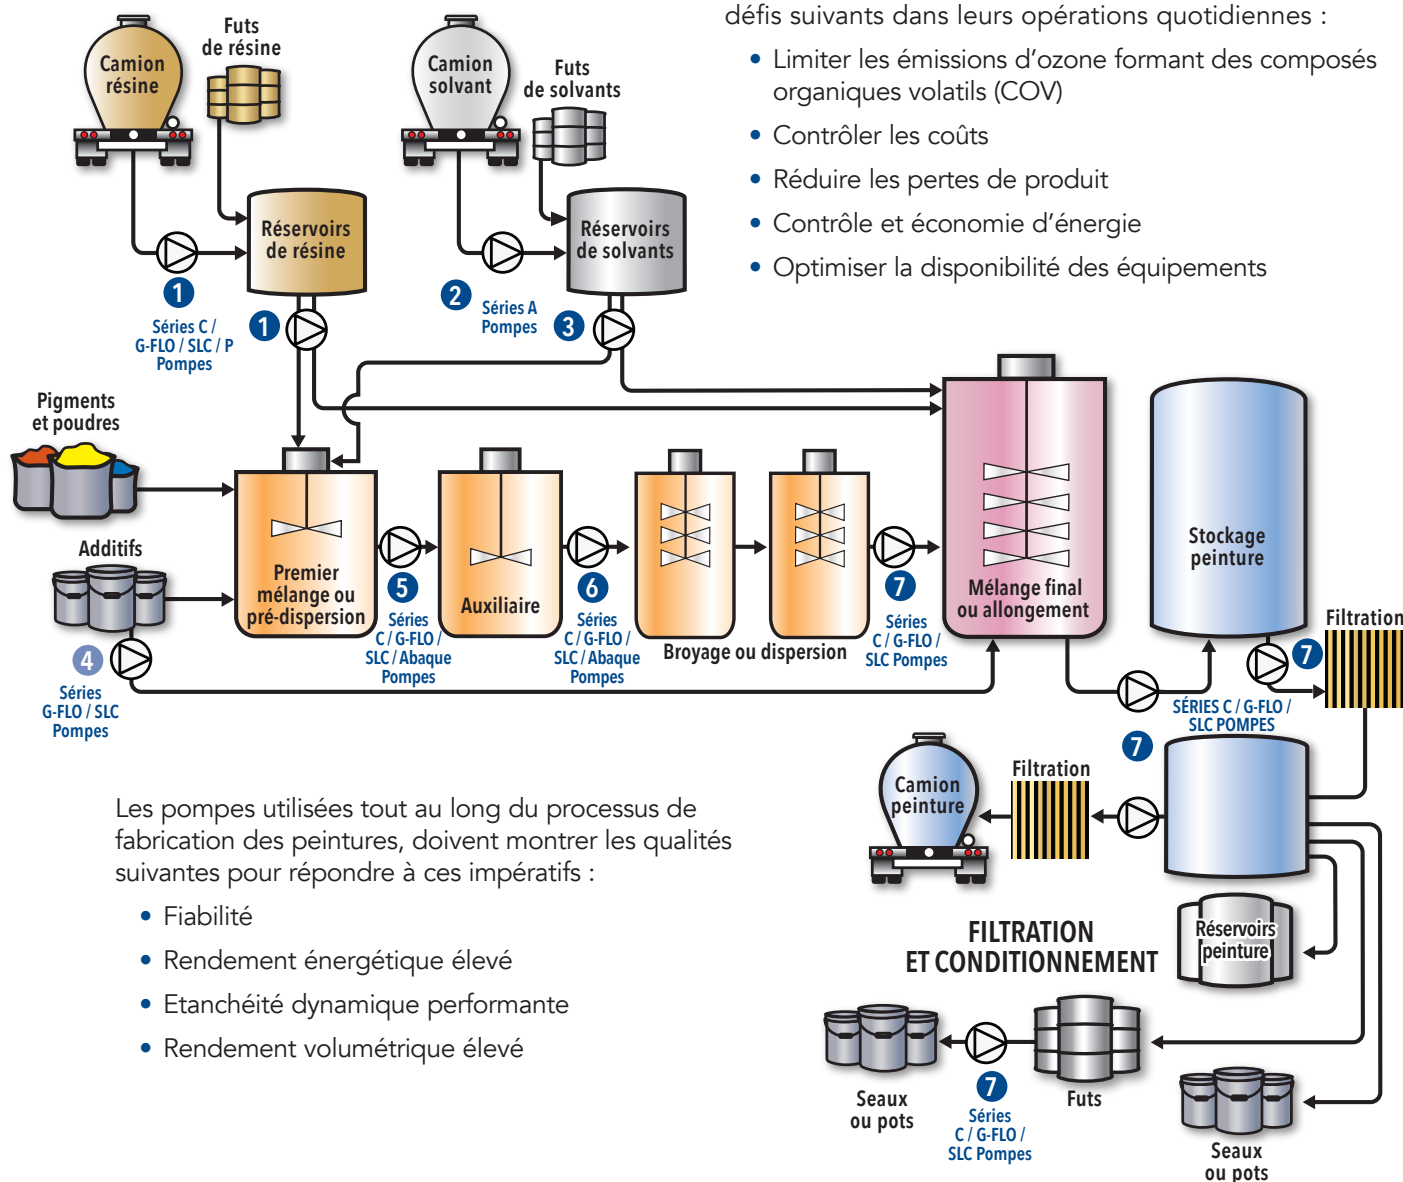 défis suivants dans leurs opérations quotidiennes :
• Limiter les émissions d’ozone formant des composés
organiques volatils (COV)
• Contrôler les coûts
• Réduire les pertes de produit
• Contrôle et économie d’énergie
• Optimiser la disponibilité des équipements
Camion
résine
Futs
de résine
Camion
solvant
Futs
de solvants
Réservoirs
de résine
Réservoirs
de solvants
1
Séries C /
G-FLO / SLC / P
Pompes
1
2
Séries A
Pompes
3
Pigments
et poudres
Additifs
4
Séries
G-FLO / SLC
Pompes
Premier
mélange ou
pré-dispersion
5
Séries
C / G-FLO /
SLC / Abaque
Pompes
Auxiliaire
6
Séries
C / G-FLO /
SLC / Abaque
Pompes
Broyage ou dispersion
7
Séries
C / G-FLO /
SLC Pompes
Mélange final
ou allongement
Stockage
peinture
Filtration
7
SÉRIES C / G-FLO /
SLC POMPES
7
Camion
peinture
Filtration
Réservoirs
peinture
FILTRATION
ET CONDITIONNEMENT
Seaux
ou pots
7
Séries
C / G-FLO /
SLC Pompes
Futs
Seaux
ou pots
Les pompes utilisées tout au long du processus de
fabrication des peintures, doivent montrer les qualités
suivantes pour répondre à ces impératifs :
• Fiabilité
• Rendement énergétique élevé
• Etanchéité dynamique performante
• Rendement volumétrique élevé